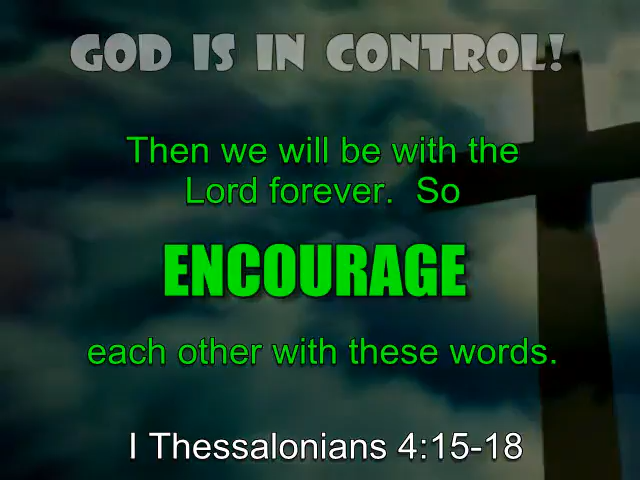 GOD IS IN CONTROL!
Then we will be with the
Lord forever. So
ENCOURAGE
each other with these words.
I Thessalonians 4:15-18